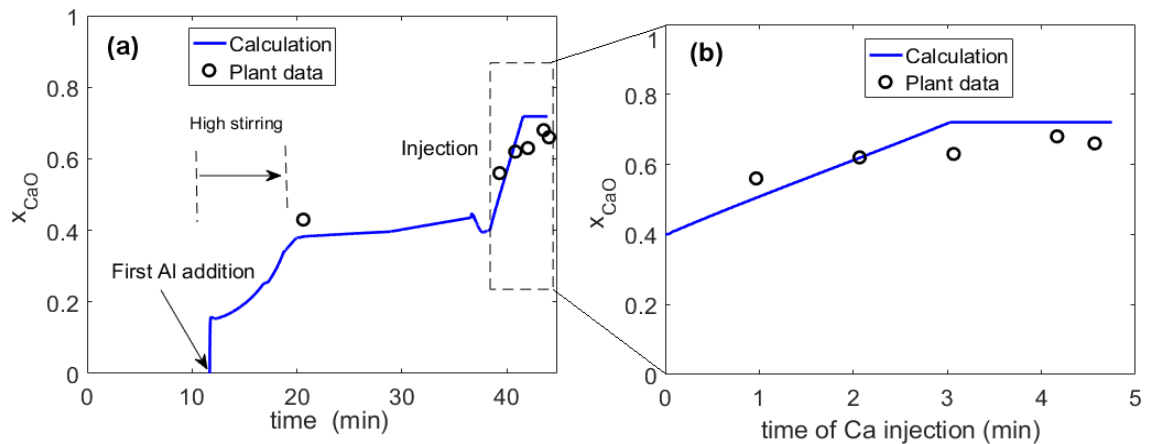 (a)
Calculation
Plant data
High stirring
Injection
First Al addition
x_CaO
1
0.8
0.6
0.4
0.2
0
0 10 20 30 40
time (min)
(b)
Calculation
Plant data
x_CaO
1
0.8
0.6
0.4
0.2
0
0 1 2 3 4 5
time of Ca injection (min)